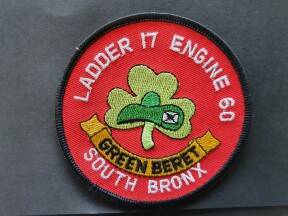 LADDER 17 ENGINE 60
GREEN BERET
SOUTH BRONX